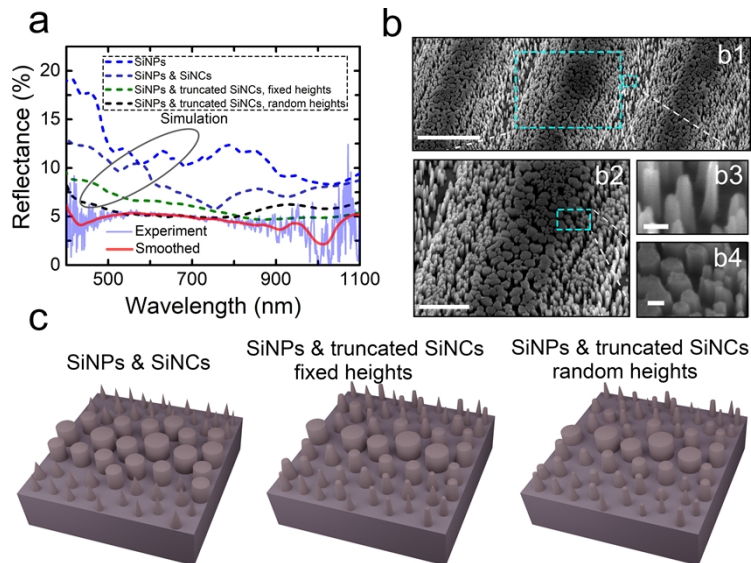 a
Reflectance (%)
20
15
10
5
0
500
700
900
1100
Wavelength (nm)
SiNPs
SiNPs & SiNCs
SiNPs & truncated SiNCs, fixed heights
SiNPs & truncated SiNCs, random heights
Simulation
Experiment
Smoothed
b
b1
b2
b3
b4
c
SiNPs & SiNCs
SiNPs & truncated SiNCs
fixed heights
SiNPs & truncated SiNCs
random heights